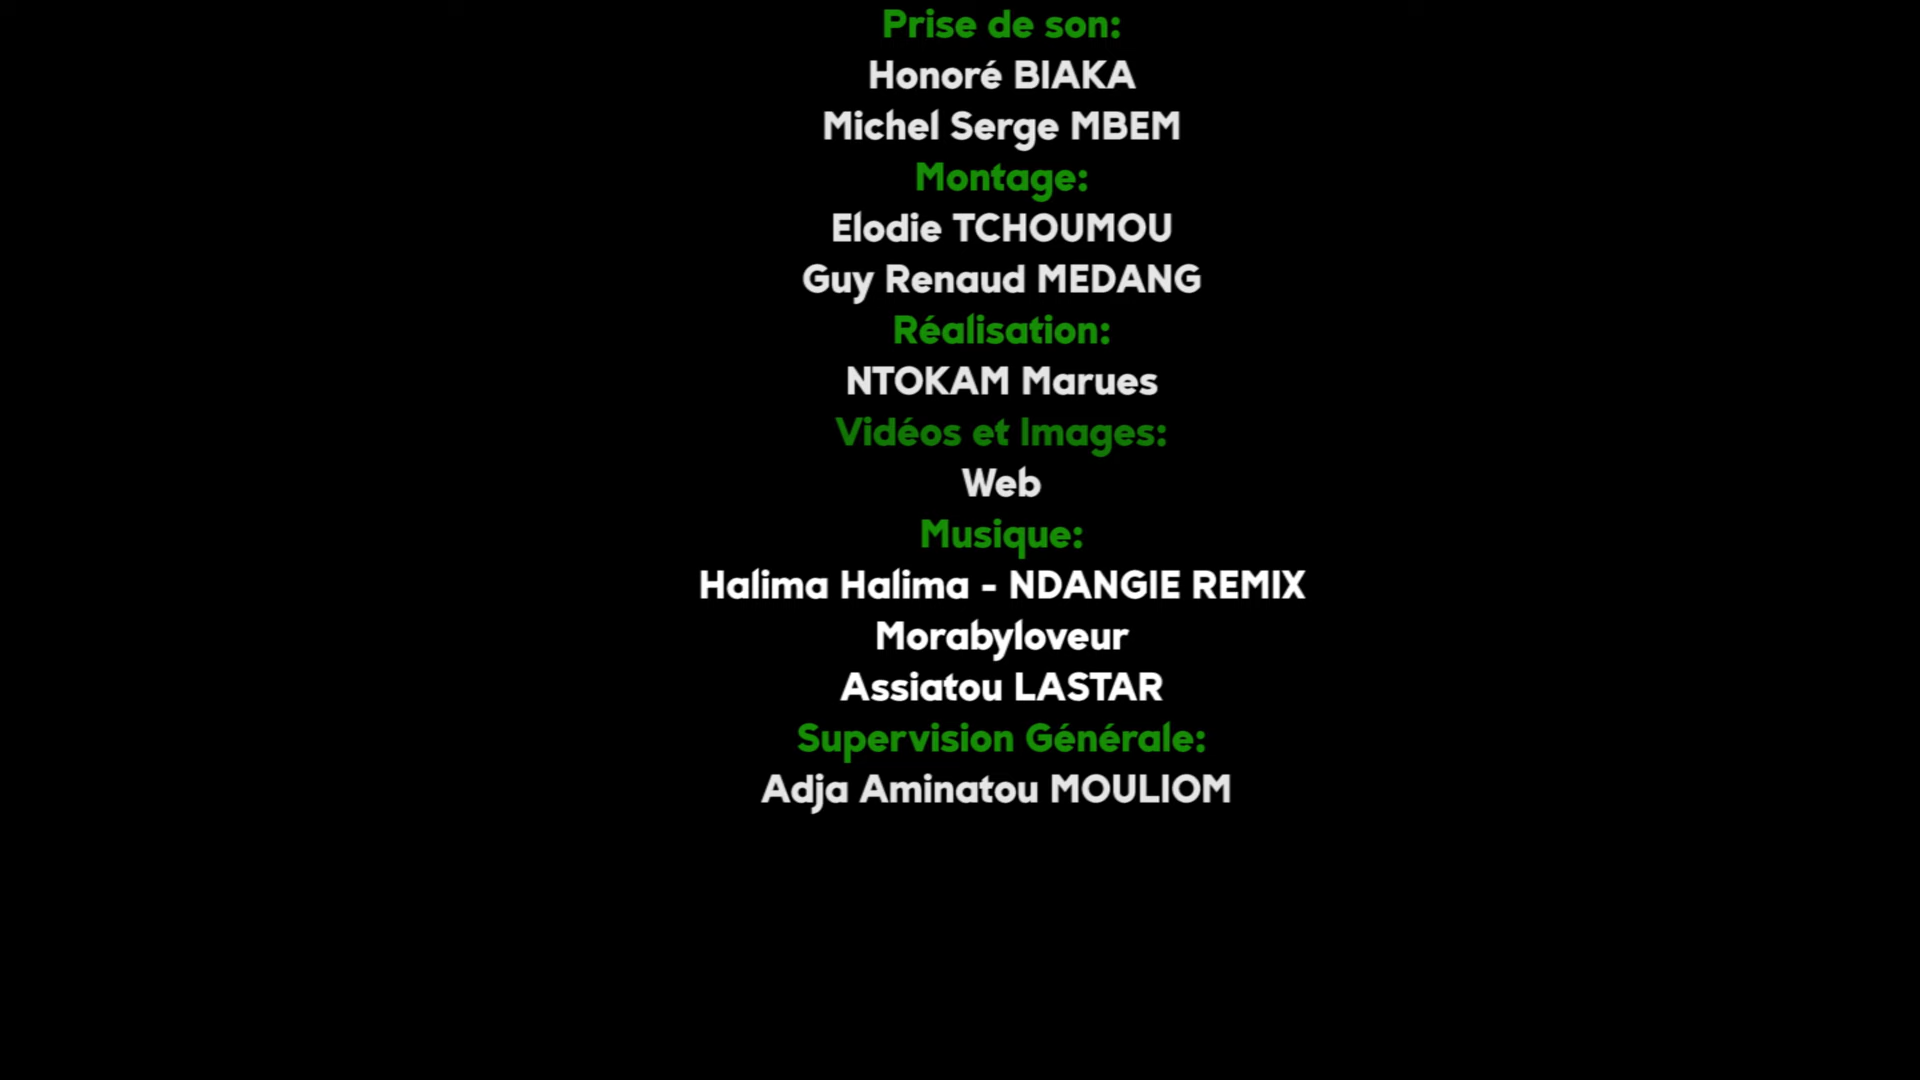 Prise de son:
Honoré BIAKA
Michel Serge MBEM
Montage:
Elodie TCHOUMOU
Guy Renaud MEDANG
Réalisation:
NTOKAM Marues
Vidéos et Images:
Web
Musique:
Halima Halima - NDANGIE REMIX
Morabyloveur
Assiatou LASTAR
Supervision Générale:
Adja Aminatou MOULIOM